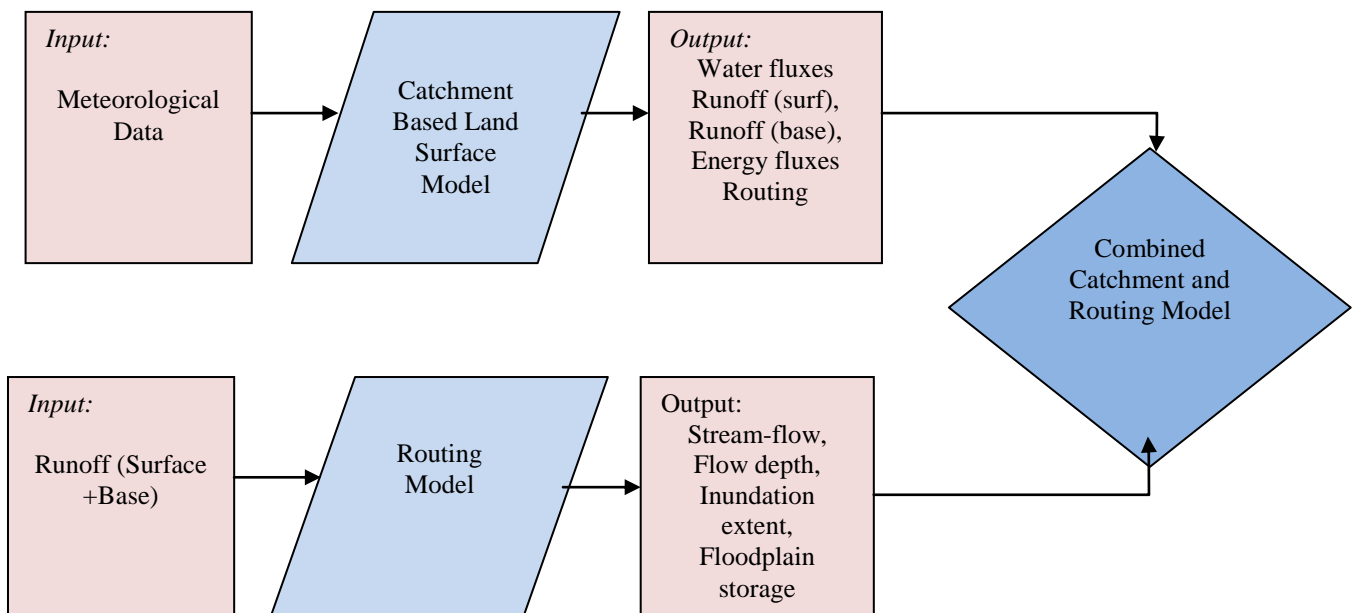 Input:
Meteorological
Data
Catchment
Based Land
Surface
Model
Output:
Water fluxes
Runoff (surf),
Runoff (base),
Energy fluxes
Routing
Combined
Catchment and
Routing Model
Input:
Runoff (Surface
+Base)
Routing
Model
Output:
Stream-flow,
Flow depth,
Inundation
extent,
Floodplain
storage